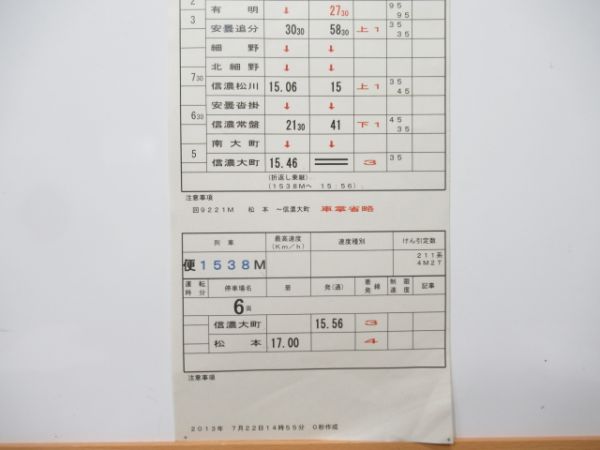 2
有明 ↓ 27 30 95 95
3
安曇追分 30 30 58 30 上1 35 35
細野 ↓ ↓
北細野 ↓ ↓
7 30
信濃松川 15.06 15 上1 35 45
安曇沓掛 ↓ ↓
6 30
信濃常盤 21 30 41 下1 45 35
南大町 ↓ ↓
5
信濃大町 15.46 3 35
(折返し乗継)
(1538Mへ 15:56)
注意事項
回9221M 松本 ~信濃大町 車掌省略
列車 最高速度 (Km/h) 速度種別 けん引定数
便1538M 211系 4M2T
運転時分 停車場名 着 発(通) 着発線 制限速度 記事
6両
信濃大町 15.56 3
松本 17.00 4
注意事項
2013年 7月22日14時55分 0秒作成